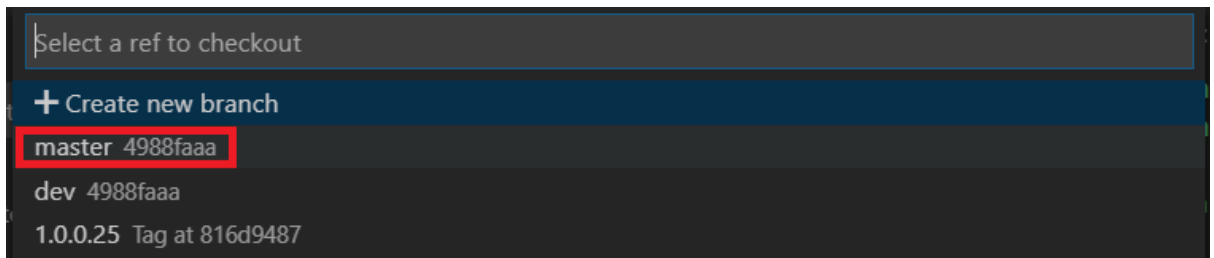 Select a ref to checkout
+ Create new branch
master 4988faaa
dev 4988faaa
1.0.0.25 Tag at 816d9487